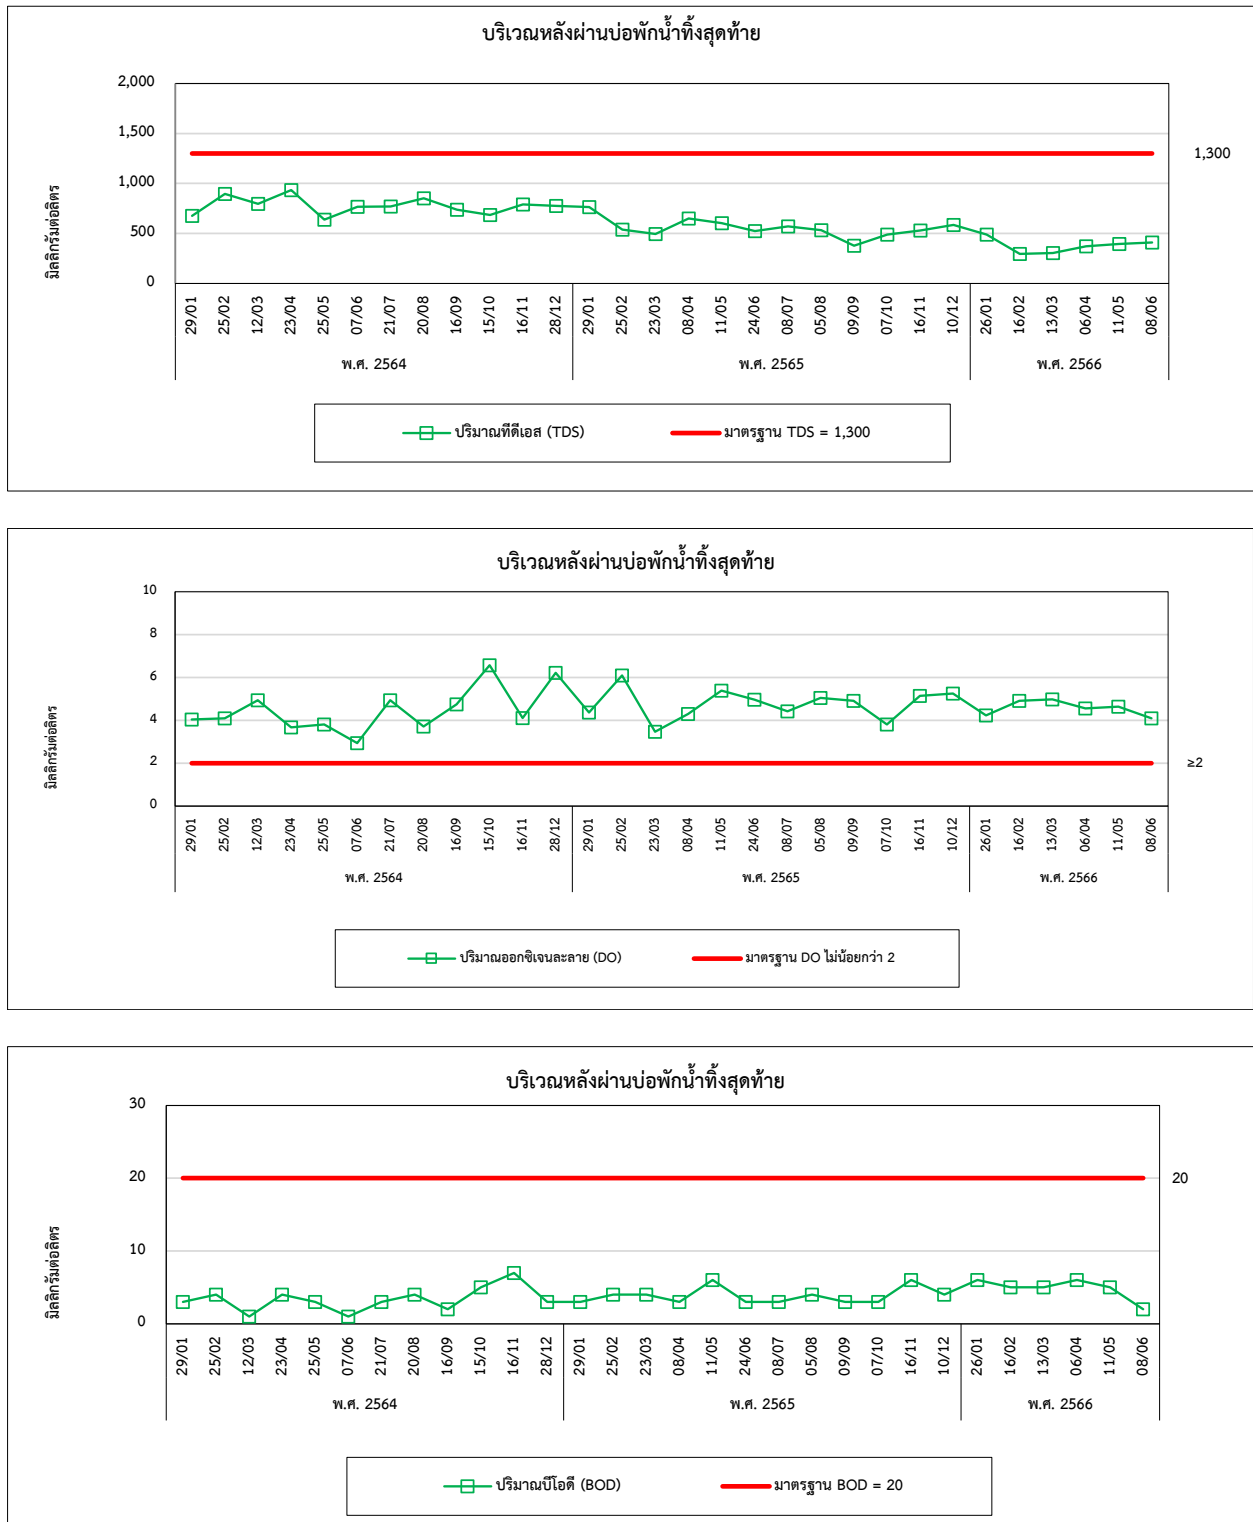 บริเวณหลังผ่านบ่อพักน้ำทิ้งสุดท้าย
มิลลิกรัมต่อลิตร
2,000
1,500
1,000
500
0
1,300
29/01 25/02 12/03 23/04 25/05 07/06 21/07 20/08 16/09 15/10 16/11 28/12 29/01 25/02 23/03 08/04 11/05 24/06 08/07 05/08 09/09 07/10 16/11 10/12 26/01 16/02 13/03 06/04 11/05 08/06
พ.ศ. 2564 พ.ศ. 2565 พ.ศ. 2566
ปริมาณทีดีเอส (TDS) มาตรฐาน TDS = 1,300
บริเวณหลังผ่านบ่อพักน้ำทิ้งสุดท้าย
มิลลิกรัมต่อลิตร
10
8
6
4
2
0
≥2
29/01 25/02 12/03 23/04 25/05 07/06 21/07 20/08 16/09 15/10 16/11 28/12 29/01 25/02 23/03 08/04 11/05 24/06 08/07 05/08 09/09 07/10 16/11 10/12 26/01 16/02 13/03 06/04 11/05 08/06
พ.ศ. 2564 พ.ศ. 2565 พ.ศ. 2566
ปริมาณออกซิเจนละลาย (DO) มาตรฐาน DO ไม่น้อยกว่า 2
บริเวณหลังผ่านบ่อพักน้ำทิ้งสุดท้าย
มิลลิกรัมต่อลิตร
30
20
10
0
20
29/01 25/02 12/03 23/04 25/05 07/06 21/07 20/08 16/09 15/10 16/11 28/12 29/01 25/02 23/03 08/04 11/05 24/06 08/07 05/08 09/09 07/10 16/11 10/12 26/01 16/02 13/03 06/04 11/05 08/06
พ.ศ. 2564 พ.ศ. 2565 พ.ศ. 2566
ปริมาณบีโอดี (BOD) มาตรฐาน BOD = 20